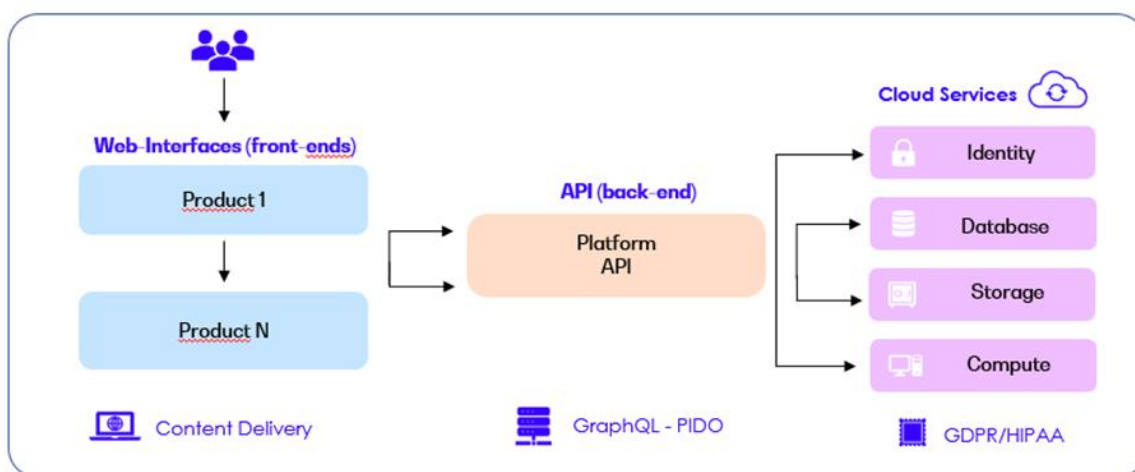 Web-Interfaces (front-ends)
Product 1
Product N
Content Delivery
API (back-end)
Platform
API
GraphQL - PIDO
Cloud Services
Identity
Database
Storage
Compute
GDPR/HIPAA